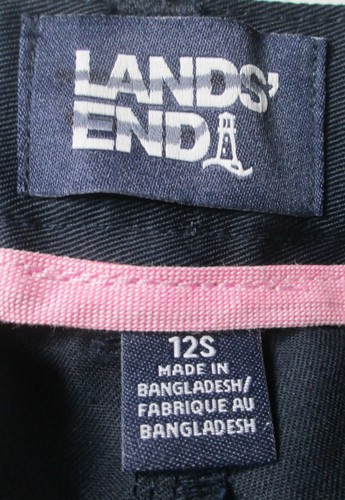 LANDS'
END
12S
MADE IN
BANGLADESH/
FABRIQUE AU
BANGLADESH